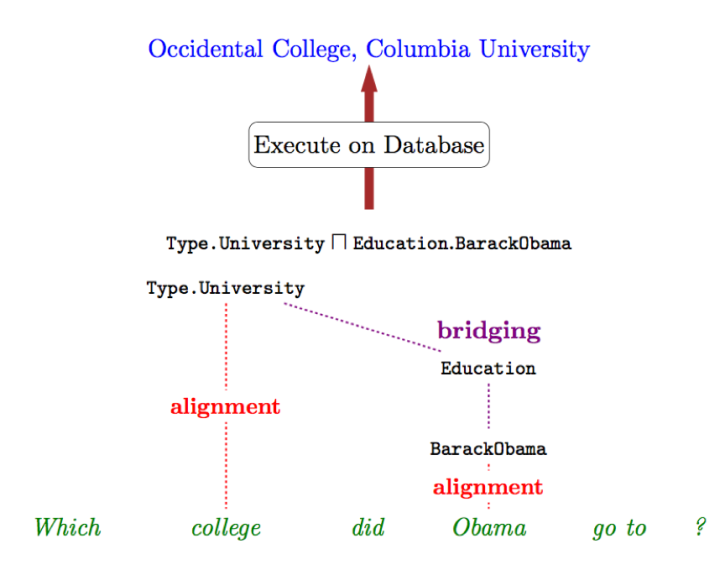 Occidental College, Columbia University
Execute on Database
Type.University ⊓ Education.BarackObama
Type.University
bridging
Education
alignment
BarackObama
alignment
Which college did Obama go to ?